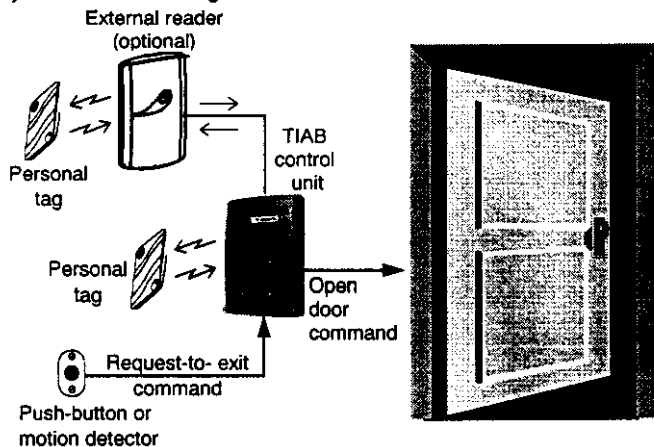 External reader
(optional)
Personal
tag
TIAB
control
unit
Personal
tag
Open
door
command
Request-to- exit
command
Push-button or
motion detector